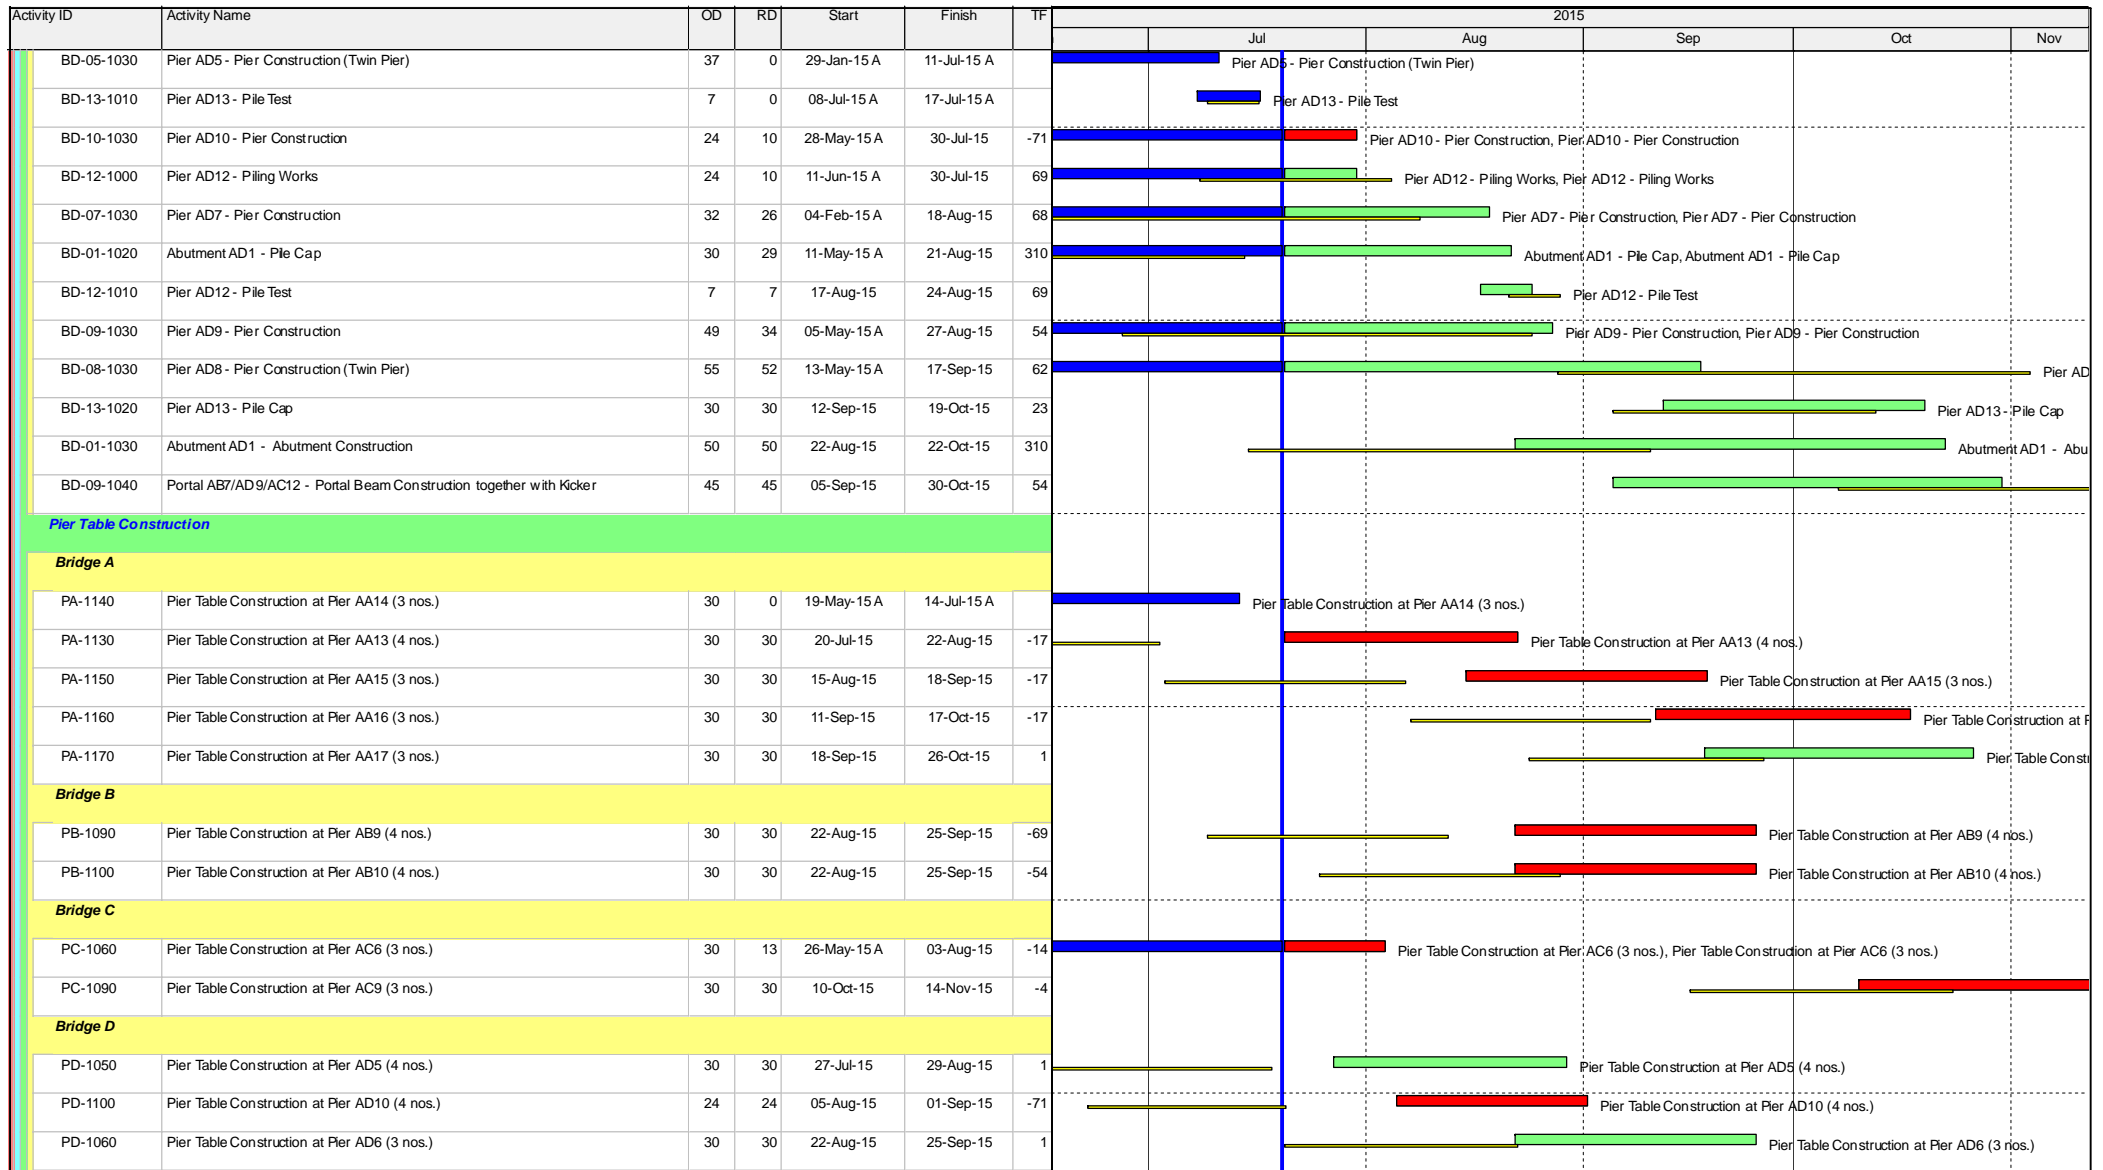 Activity ID Activity Name OD RD Start Finish TF 2015
Jul Aug Sep Oct Nov
BD-05-1030 Pier AD5 - Pier Construction (Twin Pier) 37 0 29-Jan-15 A 11-Jul-15 A Pier AD5 - Pier Construction (Twin Pier)
BD-13-1010 Pier AD13 - Pile Test 7 0 08-Jul-15 A 17-Jul-15 A Pier AD13 - Pile Test
BD-10-1030 Pier AD10 - Pier Construction 24 10 28-May-15 A 30-Jul-15 -71 Pier AD10 - Pier Construction, Pier AD10 - Pier Construction
BD-12-1000 Pier AD12 - Piling Works 24 10 11-Jun-15 A 30-Jul-15 69 Pier AD12 - Piling Works, Pier AD12 - Piling Works
BD-07-1030 Pier AD7 - Pier Construction 32 26 04-Feb-15 A 18-Aug-15 68 Pier AD7 - Pier Construction, Pier AD7 - Pier Construction
BD-01-1020 Abutment AD1 - Pile Cap 30 29 11-May-15 A 21-Aug-15 310 Abutment AD1 - Pile Cap, Abutment AD1 - Pile Cap
BD-12-1010 Pier AD12 - Pile Test 7 7 17-Aug-15 24-Aug-15 69 Pier AD12 - Pile Test
BD-09-1030 Pier AD9 - Pier Construction 49 34 05-May-15 A 27-Aug-15 54 Pier AD9 - Pier Construction, Pier AD9 - Pier Construction
BD-08-1030 Pier AD8 - Pier Construction (Twin Pier) 55 52 13-May-15 A 17-Sep-15 62 Pier AD
BD-13-1020 Pier AD13 - Pile Cap 30 30 12-Sep-15 19-Oct-15 23 Pier AD13 - Pile Cap
BD-01-1030 Abutment AD1 - Abutment Construction 50 50 22-Aug-15 22-Oct-15 310 Abutment AD1 - Abu
BD-09-1040 Portal AB7/AD9/AC12 - Portal Beam Construction together with Kicker 45 45 05-Sep-15 30-Oct-15 54
Pier Table Construction
Bridge A
PA-1140 Pier Table Construction at Pier AA14 (3 nos.) 30 0 19-May-15 A 14-Jul-15 A Pier Table Construction at Pier AA14 (3 nos.)
PA-1130 Pier Table Construction at Pier AA13 (4 nos.) 30 30 20-Jul-15 22-Aug-15 -17 Pier Table Construction at Pier AA13 (4 nos.)
PA-1150 Pier Table Construction at Pier AA15 (3 nos.) 30 30 15-Aug-15 18-Sep-15 -17 Pier Table Construction at Pier AA15 (3 nos.)
PA-1160 Pier Table Construction at Pier AA16 (3 nos.) 30 30 11-Sep-15 17-Oct-15 -17 Pier Table Construction at P
PA-1170 Pier Table Construction at Pier AA17 (3 nos.) 30 30 18-Sep-15 26-Oct-15 1 Pier Table Constr
Bridge B
PB-1090 Pier Table Construction at Pier AB9 (4 nos.) 30 30 22-Aug-15 25-Sep-15 -69 Pier Table Construction at Pier AB9 (4 nos.)
PB-1100 Pier Table Construction at Pier AB10 (4 nos.) 30 30 22-Aug-15 25-Sep-15 -54 Pier Table Construction at Pier AB10 (4 nos.)
Bridge C
PC-1060 Pier Table Construction at Pier AC6 (3 nos.) 30 13 26-May-15 A 03-Aug-15 -14 Pier Table Construction at Pier AC6 (3 nos.), Pier Table Construction at Pier AC6 (3 nos.)
PC-1090 Pier Table Construction at Pier AC9 (3 nos.) 30 30 10-Oct-15 14-Nov-15 -4
Bridge D
PD-1050 Pier Table Construction at Pier AD5 (4 nos.) 30 30 27-Jul-15 29-Aug-15 1 Pier Table Construction at Pier AD5 (4 nos.)
PD-1100 Pier Table Construction at Pier AD10 (4 nos.) 24 24 05-Aug-15 01-Sep-15 -71 Pier Table Construction at Pier AD10 (4 nos.)
PD-1060 Pier Table Construction at Pier AD6 (3 nos.) 30 30 22-Aug-15 25-Sep-15 1 Pier Table Construction at Pier AD6 (3 nos.)